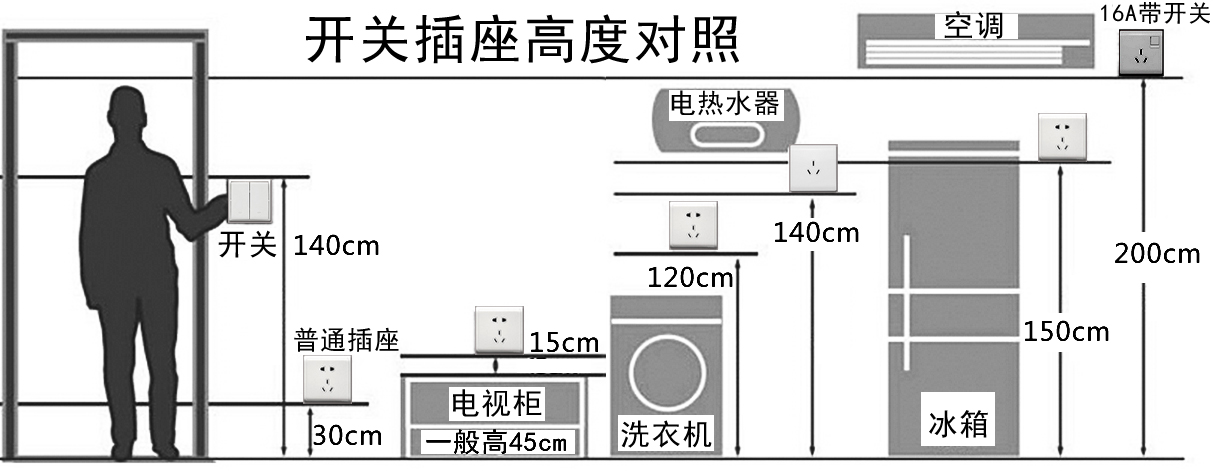 开关插座高度对照
空调
16A带开关
电热水器
开关
140cm
140cm
200cm
120cm
普通插座
15cm
150cm
电视柜
30cm
一般高45cm
洗衣机
冰箱